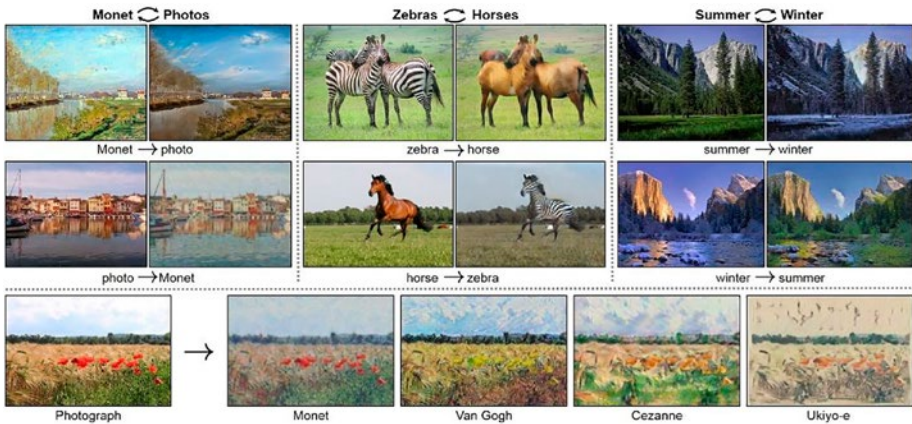 Monet Photos
Zebras Horses
Summer Winter
Monet → photo
zebra → horse
summer → winter
photo → Monet
horse → zebra
winter → summer
Photograph
Monet
Van Gogh
Cezanne
Ukiyo-e